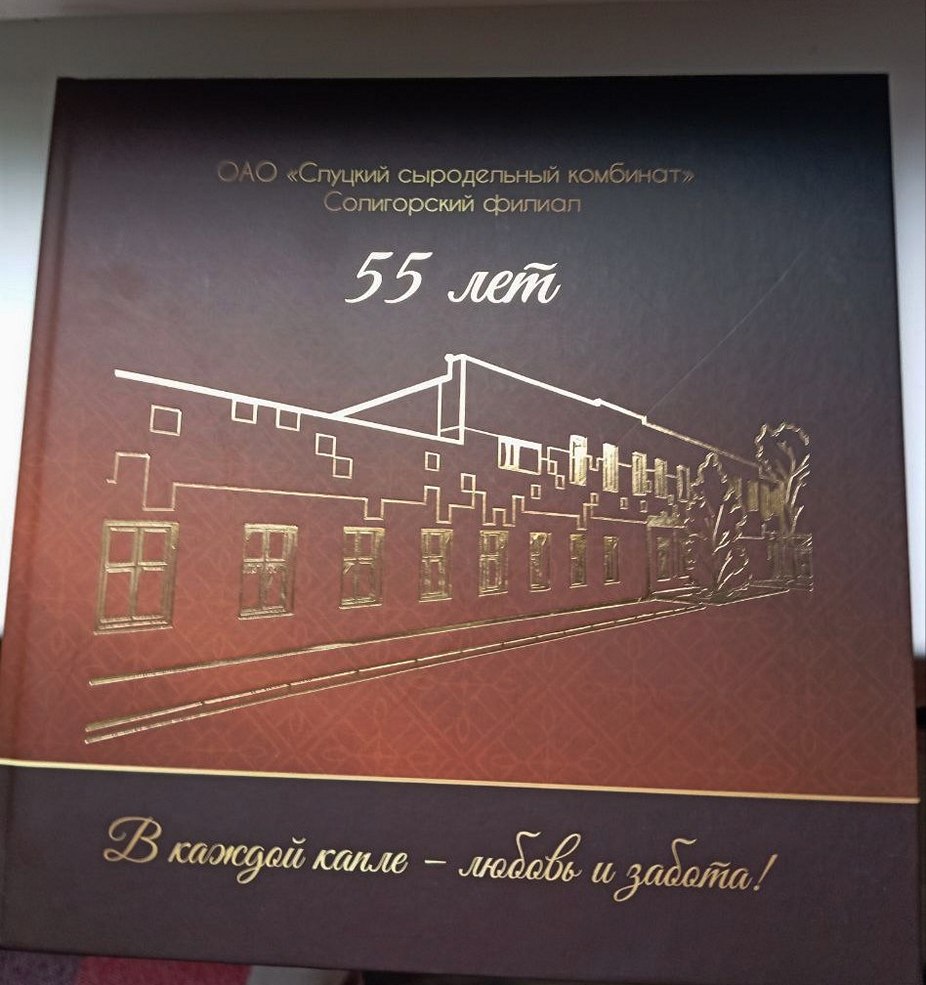 ОАО «Слуцкий сыродельный комбинат»
Солигорский филиал
55 лет
В каждой капле – любовь и забота!